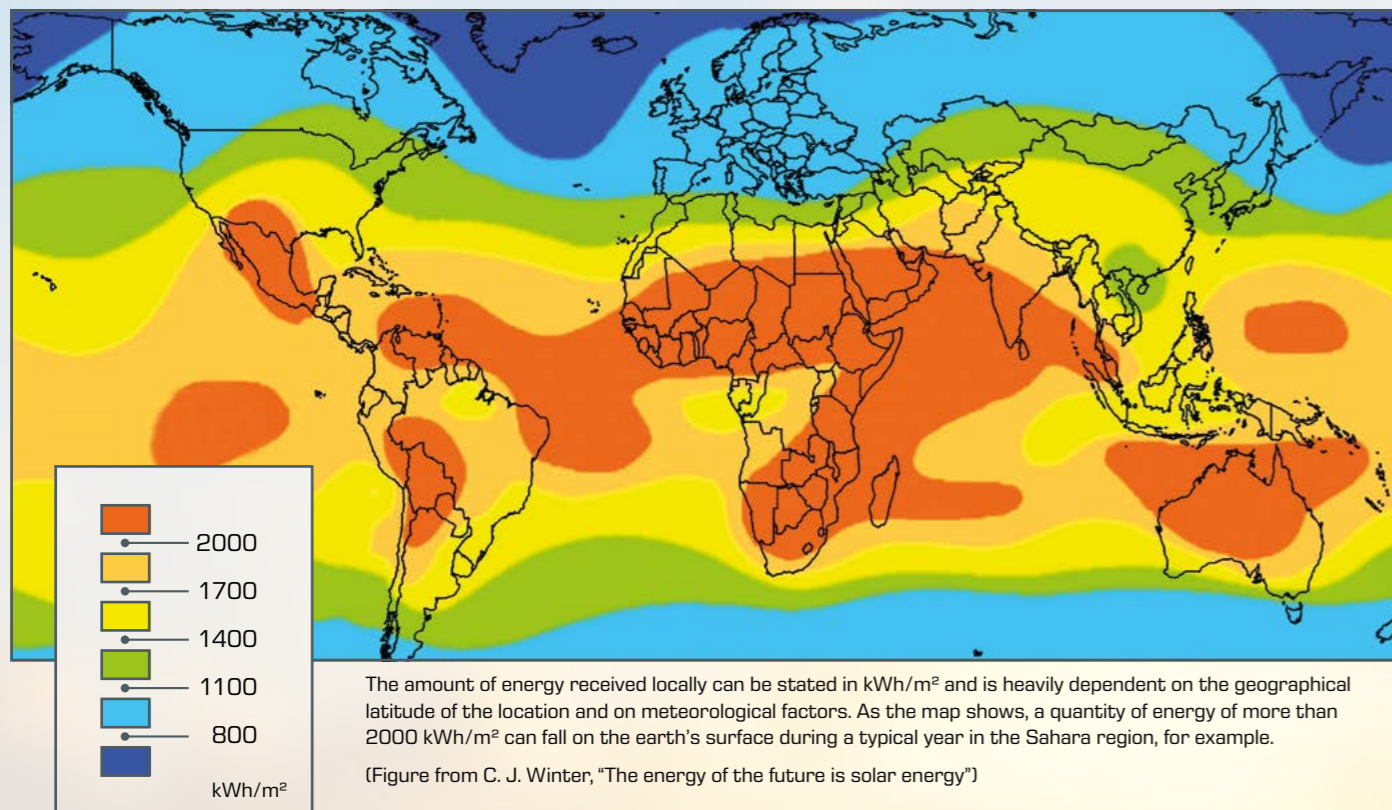 2000
1700
1400
1100
800
kWh/m²
The amount of energy received locally can be stated in kWh/m² and is heavily dependent on the geographical
latitude of the location and on meteorological factors. As the map shows, a quantity of energy of more than
2000 kWh/m² can fall on the earth's surface during a typical year in the Sahara region, for example.
(Figure from C. J. Winter, "The energy of the future is solar energy")